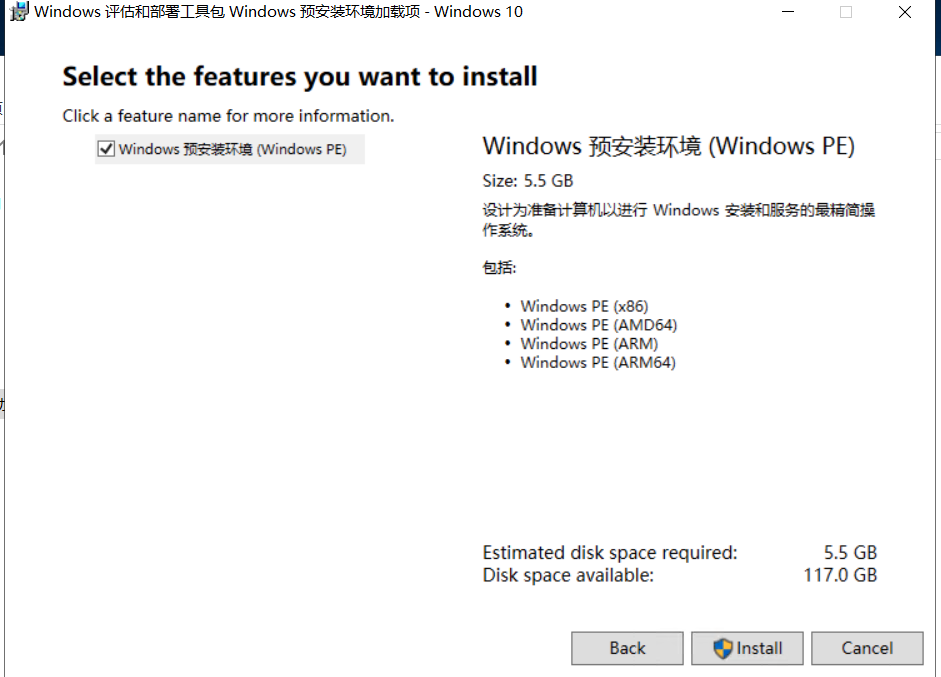 Windows 评估和部署工具包 Windows 预安装环境加载项 - Windows 10
Select the features you want to install
Click a feature name for more information.
Windows 预安装环境 (Windows PE)
Windows 预安装环境 (Windows PE)
Size: 5.5 GB
设计为准备计算机以进行 Windows 安装和服务的最精简操
作系统。
包括:
• Windows PE (x86)
• Windows PE (AMD64)
• Windows PE (ARM)
• Windows PE (ARM64)
Estimated disk space required: 5.5 GB
Disk space available: 117.0 GB
Back Install Cancel